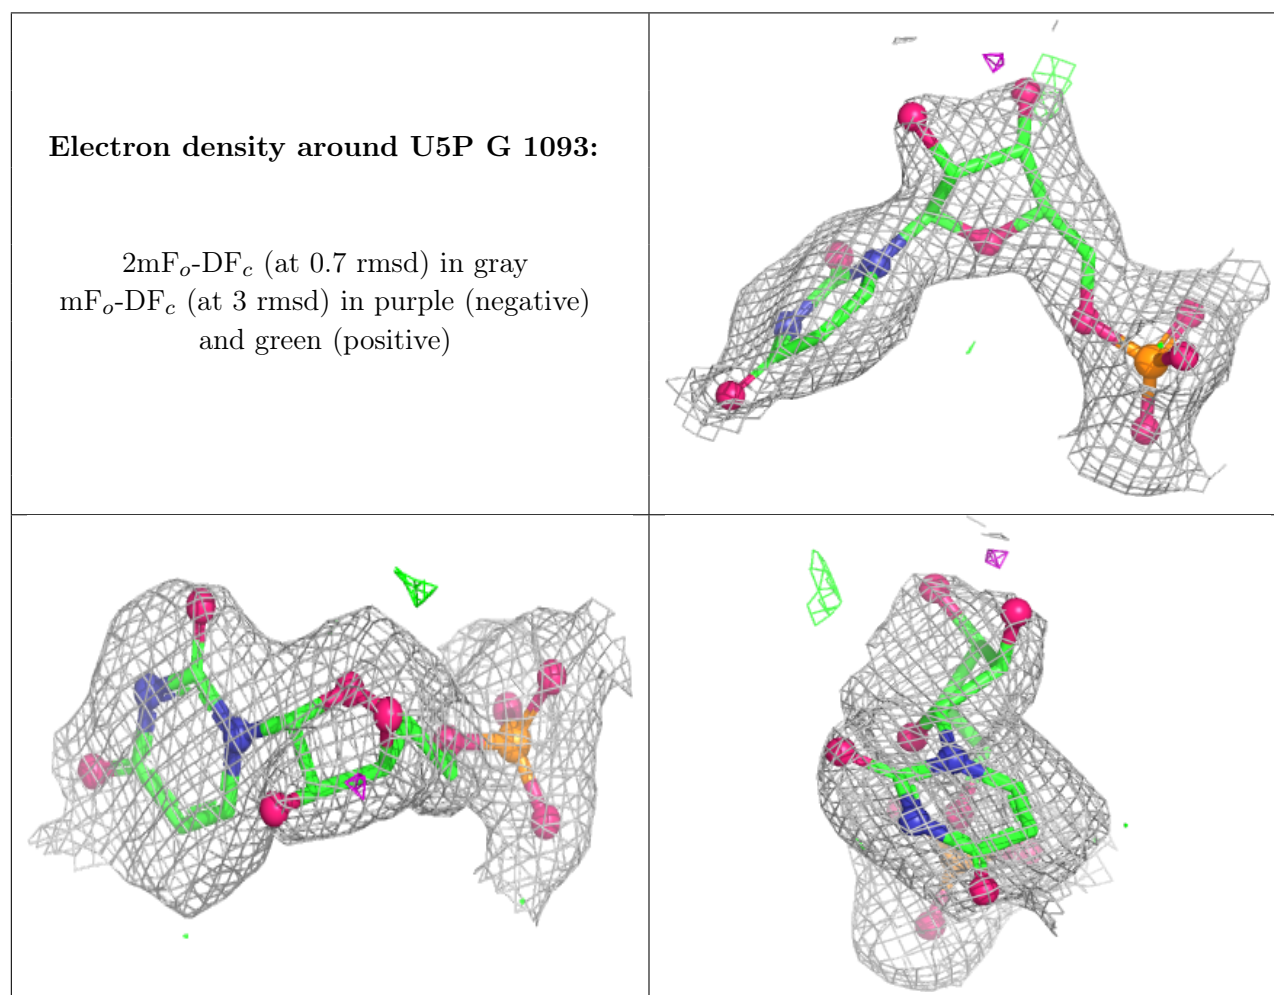 Electron density around U5P G 1093:
2mFₒ-DF𝒸 (at 0.7 rmsd) in gray
mFₒ-DF𝒸 (at 3 rmsd) in purple (negative)
and green (positive)